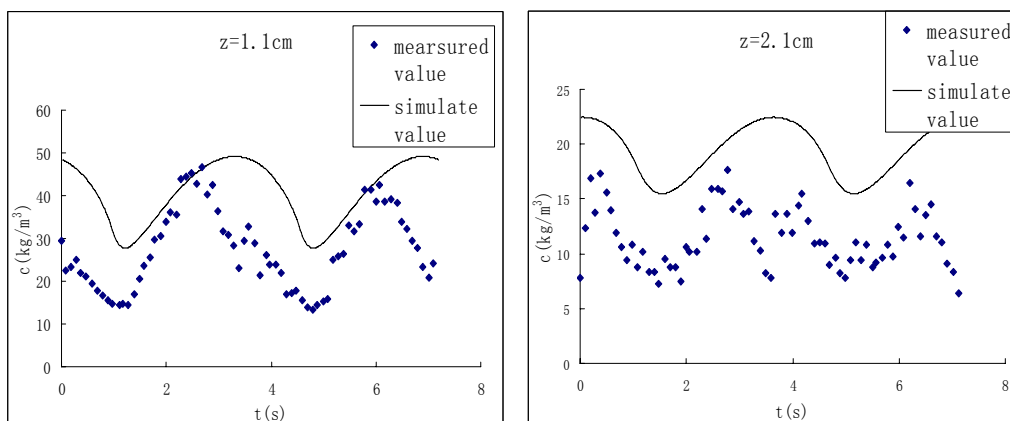 z=1.1cm
mearsured
value
simulate
value
c(kg/m³)
60
50
40
30
20
10
0
0 2 4 6 8
t(s)
z=2.1cm
measured
value
simulate
value
c(kg/m³)
25
20
15
10
5
0
0 2 4 6 8
t(s)